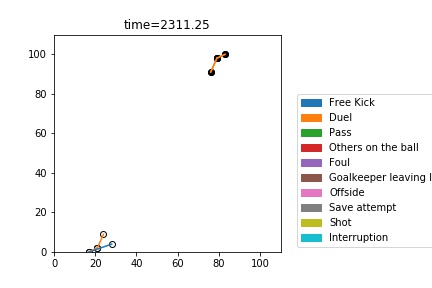 time=2311.25
100
80
60
40
20
0
0 20 40 60 80 100
Free Kick
Duel
Pass
Others on the ball
Foul
Goalkeeper leaving l
Offside
Save attempt
Shot
Interruption